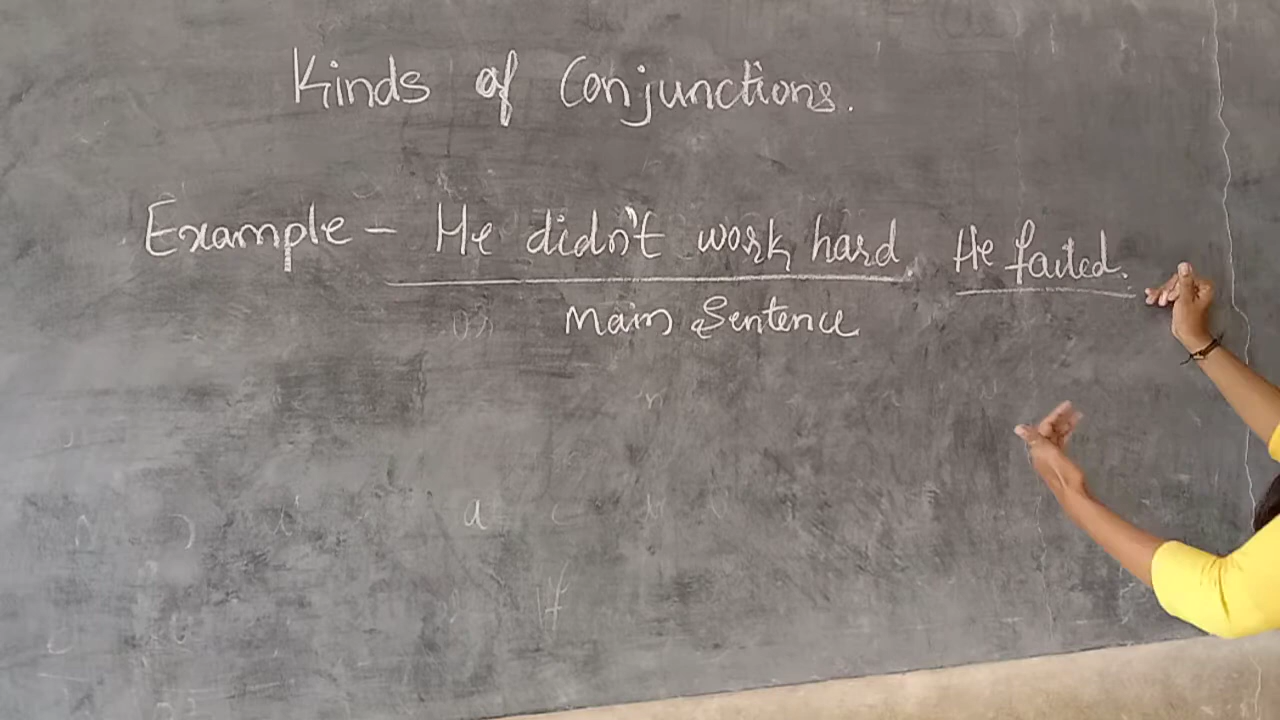 Kinds of Conjunctions.
Example - He didn't work hard, He failed.
Main Sentence